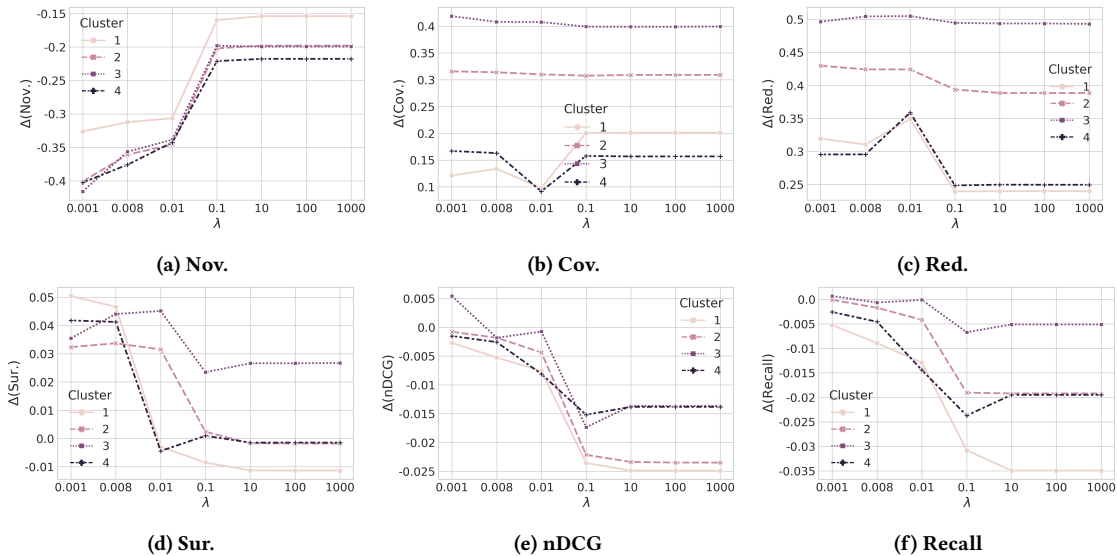 Δ(Nov.)
-0.15
-0.2
-0.25
-0.3
-0.35
-0.4
Cluster
1
2
3
4
0.001 0.008 0.01 0.1 10 100 1000
λ
(a) Nov.
Δ(Cov.)
0.4
0.35
0.3
0.25
0.2
0.15
0.1
Cluster
1
2
3
4
0.001 0.008 0.01 0.1 10 100 1000
λ
(b) Cov.
Δ(Red.)
0.5
0.45
0.4
0.35
0.3
0.25
Cluster
1
2
3
4
0.001 0.008 0.01 0.1 10 100 1000
λ
(c) Red.
Δ(Sur.)
0.05
0.04
0.03
0.02
0.01
0.0
-0.01
Cluster
1
2
3
4
0.001 0.008 0.01 0.1 10 100 1000
λ
(d) Sur.
Δ(nDCG)
0.005
0.0
-0.005
-0.01
-0.015
-0.02
-0.025
Cluster
1
2
3
4
0.001 0.008 0.01 0.1 10 100 1000
λ
(e) nDCG
Δ(Recall)
0.0
-0.005
-0.01
-0.015
-0.02
-0.025
-0.03
-0.035
Cluster
1
2
3
4
0.001 0.008 0.01 0.1 10 100 1000
λ
(f) Recall